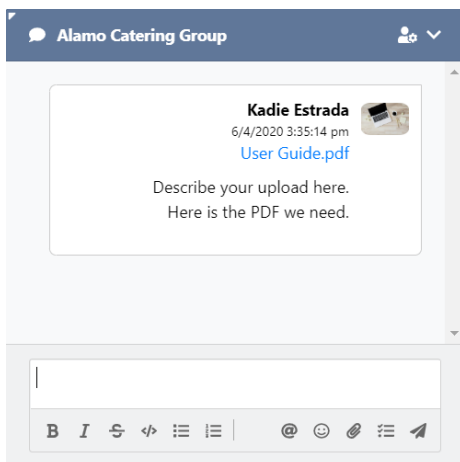 Alamo Catering Group
Kadie Estrada
6/4/2020 3:35:14 pm
User Guide.pdf
Describe your upload here.
Here is the PDF we need.